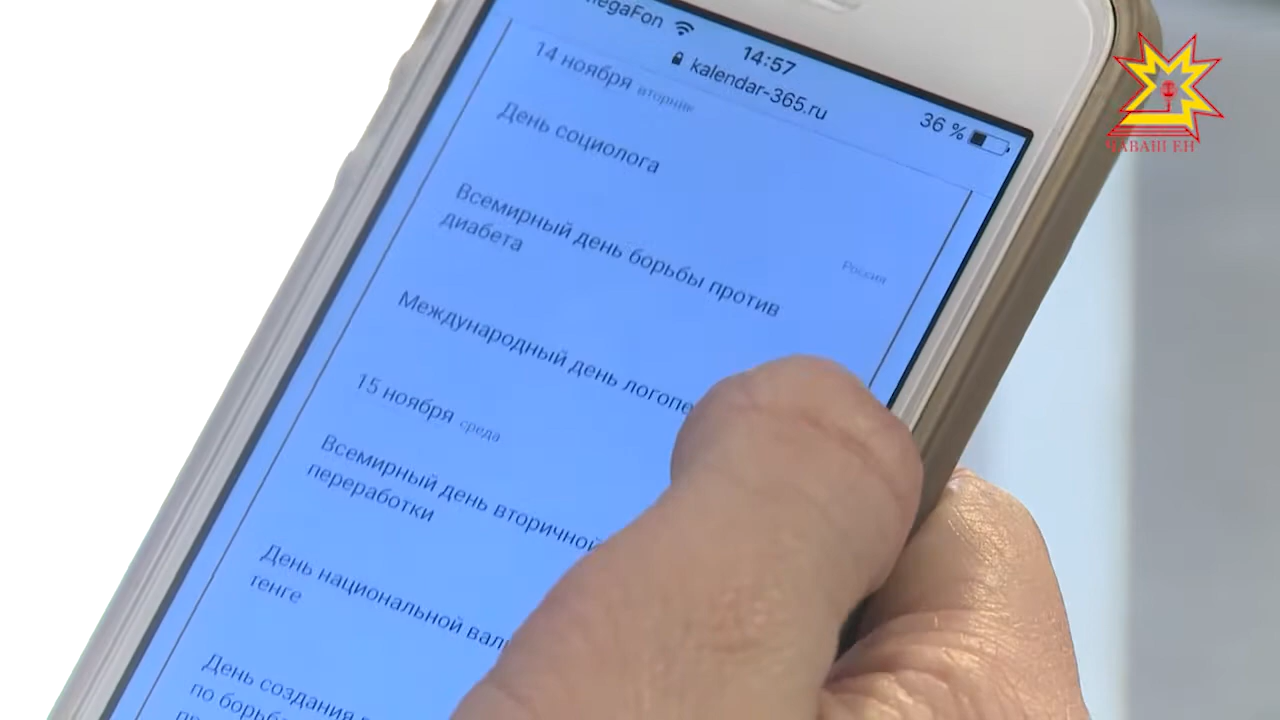 MegaFon 14:57 36 %
kalendar-365.ru
14 ноября вторник
День социолога
Россия
Всемирный день борьбы против
диабета
Международный день логопе
15 ноября среда
Всемирный день вторичной
переработки
День национальной вал
тенге
День создания
по борьб
ЧАВАШ ЕН